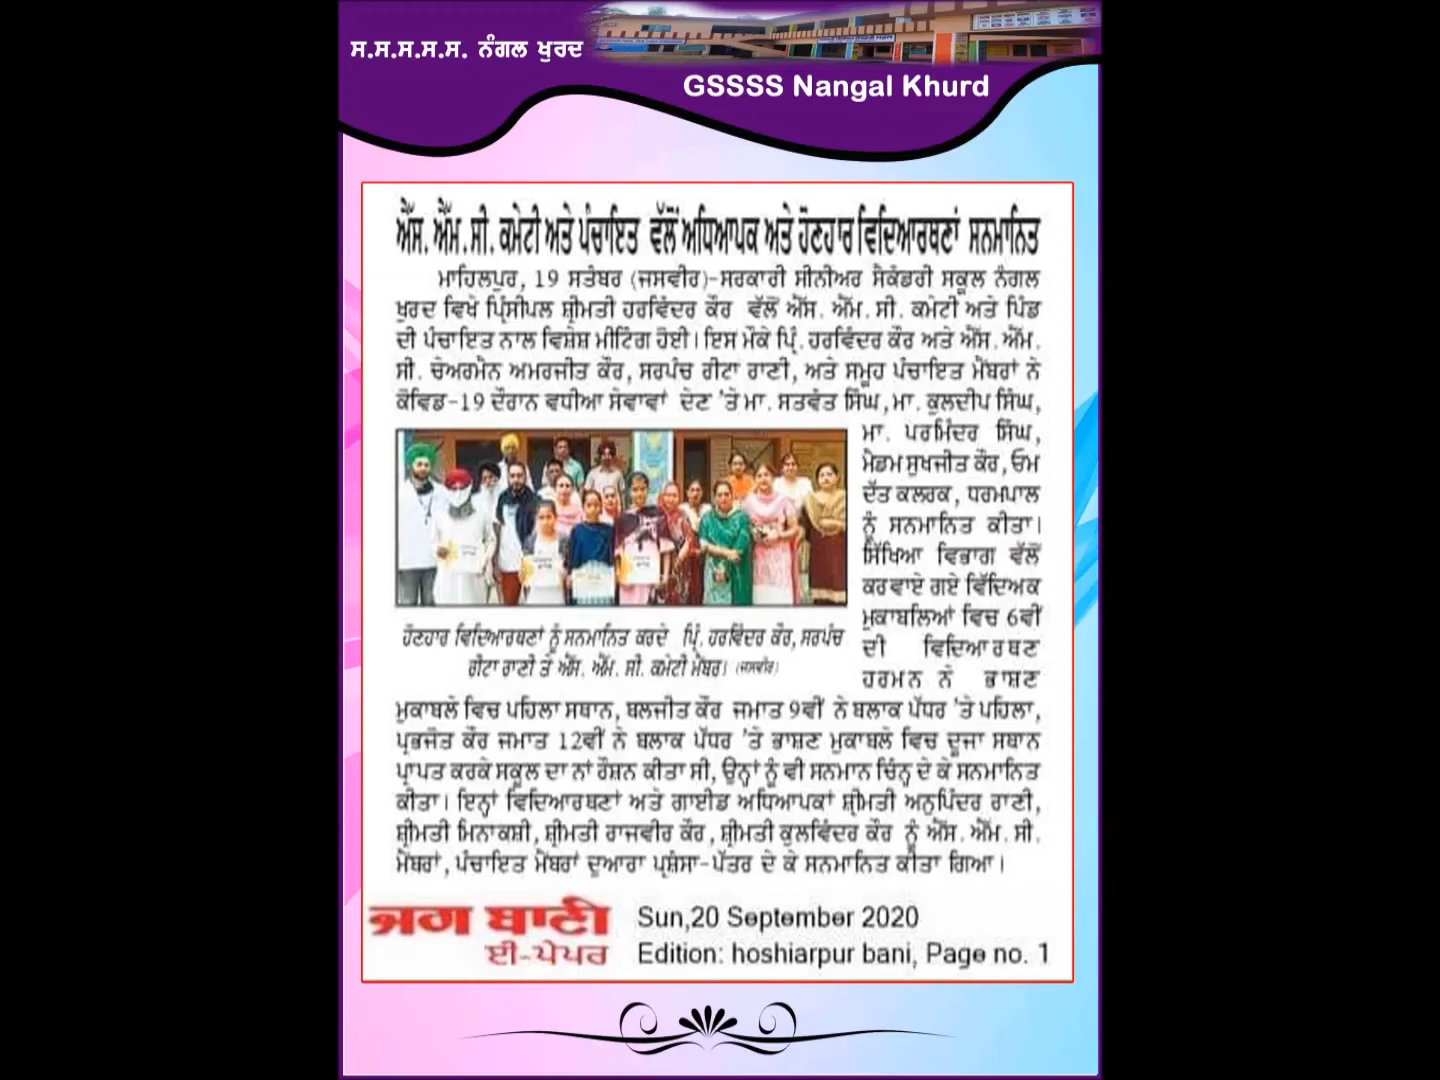 ਸ.ਸ.ਸ.ਸ.ਸ. ਨੰਗਲ ਖੁਰਦ
GSSSS Nangal Khurd
ਐੱਸ. ਐੱਮ. ਸੀ. ਕਮੇਟੀ ਅਤੇ ਪੰਚਾਇਤ ਵੱਲੋਂ ਅਧਿਆਪਕ ਅਤੇ ਹੋਣਹਾਰ ਵਿਦਿਆਰਥਣਾਂ ਸਨਮਾਨਿਤ
ਮਾਹਿਲਪੁਰ, 19 ਸਤੰਬਰ (ਜਸਵੀਰ)-ਸਰਕਾਰੀ ਸੀਨੀਅਰ ਸੈਕੰਡਰੀ ਸਕੂਲ ਨੰਗਲ
ਖੁਰਦ ਵਿਖੇ ਪ੍ਰਿੰਸੀਪਲ ਸ਼੍ਰੀਮਤੀ ਹਰਵਿੰਦਰ ਕੌਰ ਵੱਲੋਂ ਐੱਸ. ਐੱਮ. ਸੀ. ਕਮੇਟੀ ਅਤੇ ਪਿੰਡ
ਦੀ ਪੰਚਾਇਤ ਨਾਲ ਵਿਸ਼ੇਸ਼ ਮੀਟਿੰਗ ਹੋਈ। ਇਸ ਮੌਕੇ ਪ੍ਰਿੰ. ਹਰਵਿੰਦਰ ਕੌਰ ਅਤੇ ਐੱਸ. ਐੱਮ.
ਸੀ. ਚੇਅਰਮੈਨ ਅਮਰਜੀਤ ਕੌਰ, ਸਰਪੰਚ ਰੀਟਾ ਰਾਣੀ, ਅਤੇ ਸਮੂਹ ਪੰਚਾਇਤ ਮੈਂਬਰਾਂ ਨੇ
ਕੋਵਿਡ-19 ਦੌਰਾਨ ਵਧੀਆ ਸੇਵਾਵਾਂ ਦੇਣ 'ਤੇ ਮਾ. ਸਤਵੰਤ ਸਿੰਘ, ਮਾ. ਕੁਲਦੀਪ ਸਿੰਘ,
ਮਾ. ਪਰਮਿੰਦਰ ਸਿੰਘ,
ਮੈਡਮ ਸੁਖਜੀਤ ਕੌਰ, ਓਮ
ਦੱਤ ਕਲਰਕ, ਧਰਮਪਾਲ
ਨੂੰ ਸਨਮਾਨਿਤ ਕੀਤਾ।
ਸਿੱਖਿਆ ਵਿਭਾਗ ਵੱਲੋਂ
ਕਰਵਾਏ ਗਏ ਵਿੱਦਿਅਕ
ਮੁਕਾਬਲਿਆਂ ਵਿਚ 6ਵੀਂ
ਦੀ ਵਿਦਿਆਰਥਣ
ਹਰਮਨ ਨੇ ਭਾਸ਼ਣ
ਹੋਣਹਾਰ ਵਿਦਿਆਰਥਣਾਂ ਨੂੰ ਸਨਮਾਨਿਤ ਕਰਦੇ ਪ੍ਰਿੰ. ਹਰਵਿੰਦਰ ਕੌਰ, ਸਰਪੰਚ
ਰੀਟਾ ਰਾਣੀ ਤੇ ਐੱਸ. ਐੱਮ. ਸੀ. ਕਮੇਟੀ ਮੈਂਬਰ। (ਜਸਵੀਰ)
ਮੁਕਾਬਲੇ ਵਿਚ ਪਹਿਲਾ ਸਥਾਨ, ਬਲਜੀਤ ਕੌਰ ਜਮਾਤ 9ਵੀਂ ਨੇ ਬਲਾਕ ਪੱਧਰ 'ਤੇ ਪਹਿਲਾ,
ਪ੍ਰਭਜੋਤ ਕੌਰ ਜਮਾਤ 12ਵੀਂ ਨੇ ਬਲਾਕ ਪੱਧਰ 'ਤੇ ਭਾਸ਼ਣ ਮੁਕਾਬਲੇ ਵਿਚ ਦੂਜਾ ਸਥਾਨ
ਪ੍ਰਾਪਤ ਕਰਕੇ ਸਕੂਲ ਦਾ ਨਾਂ ਰੌਸ਼ਨ ਕੀਤਾ ਸੀ, ਉਨ੍ਹਾਂ ਨੂੰ ਵੀ ਸਨਮਾਨ ਚਿੰਨ੍ਹ ਦੇ ਕੇ ਸਨਮਾਨਿਤ
ਕੀਤਾ। ਇਨ੍ਹਾਂ ਵਿਦਿਆਰਥਣਾਂ ਅਤੇ ਗਾਈਡ ਅਧਿਆਪਕਾਂ ਸ਼੍ਰੀਮਤੀ ਅਨੁਪਿੰਦਰ ਰਾਣੀ,
ਸ਼੍ਰੀਮਤੀ ਮਿਨਾਕਸ਼ੀ, ਸ਼੍ਰੀਮਤੀ ਰਾਜਵੀਰ ਕੌਰ, ਸ਼੍ਰੀਮਤੀ ਕੁਲਵਿੰਦਰ ਕੌਰ ਨੂੰ ਐੱਸ. ਐੱਮ. ਸੀ.
ਮੈਂਬਰਾਂ, ਪੰਚਾਇਤ ਮੈਂਬਰਾਂ ਦੁਆਰਾ ਪ੍ਰਸ਼ੰਸਾ-ਪੱਤਰ ਦੇ ਕੇ ਸਨਮਾਨਿਤ ਕੀਤਾ ਗਿਆ।
ਜਗ ਬਾਣੀ
ਈ-ਪੇਪਰ
Sun,20 September 2020
Edition: hoshiarpur bani, Page no. 1